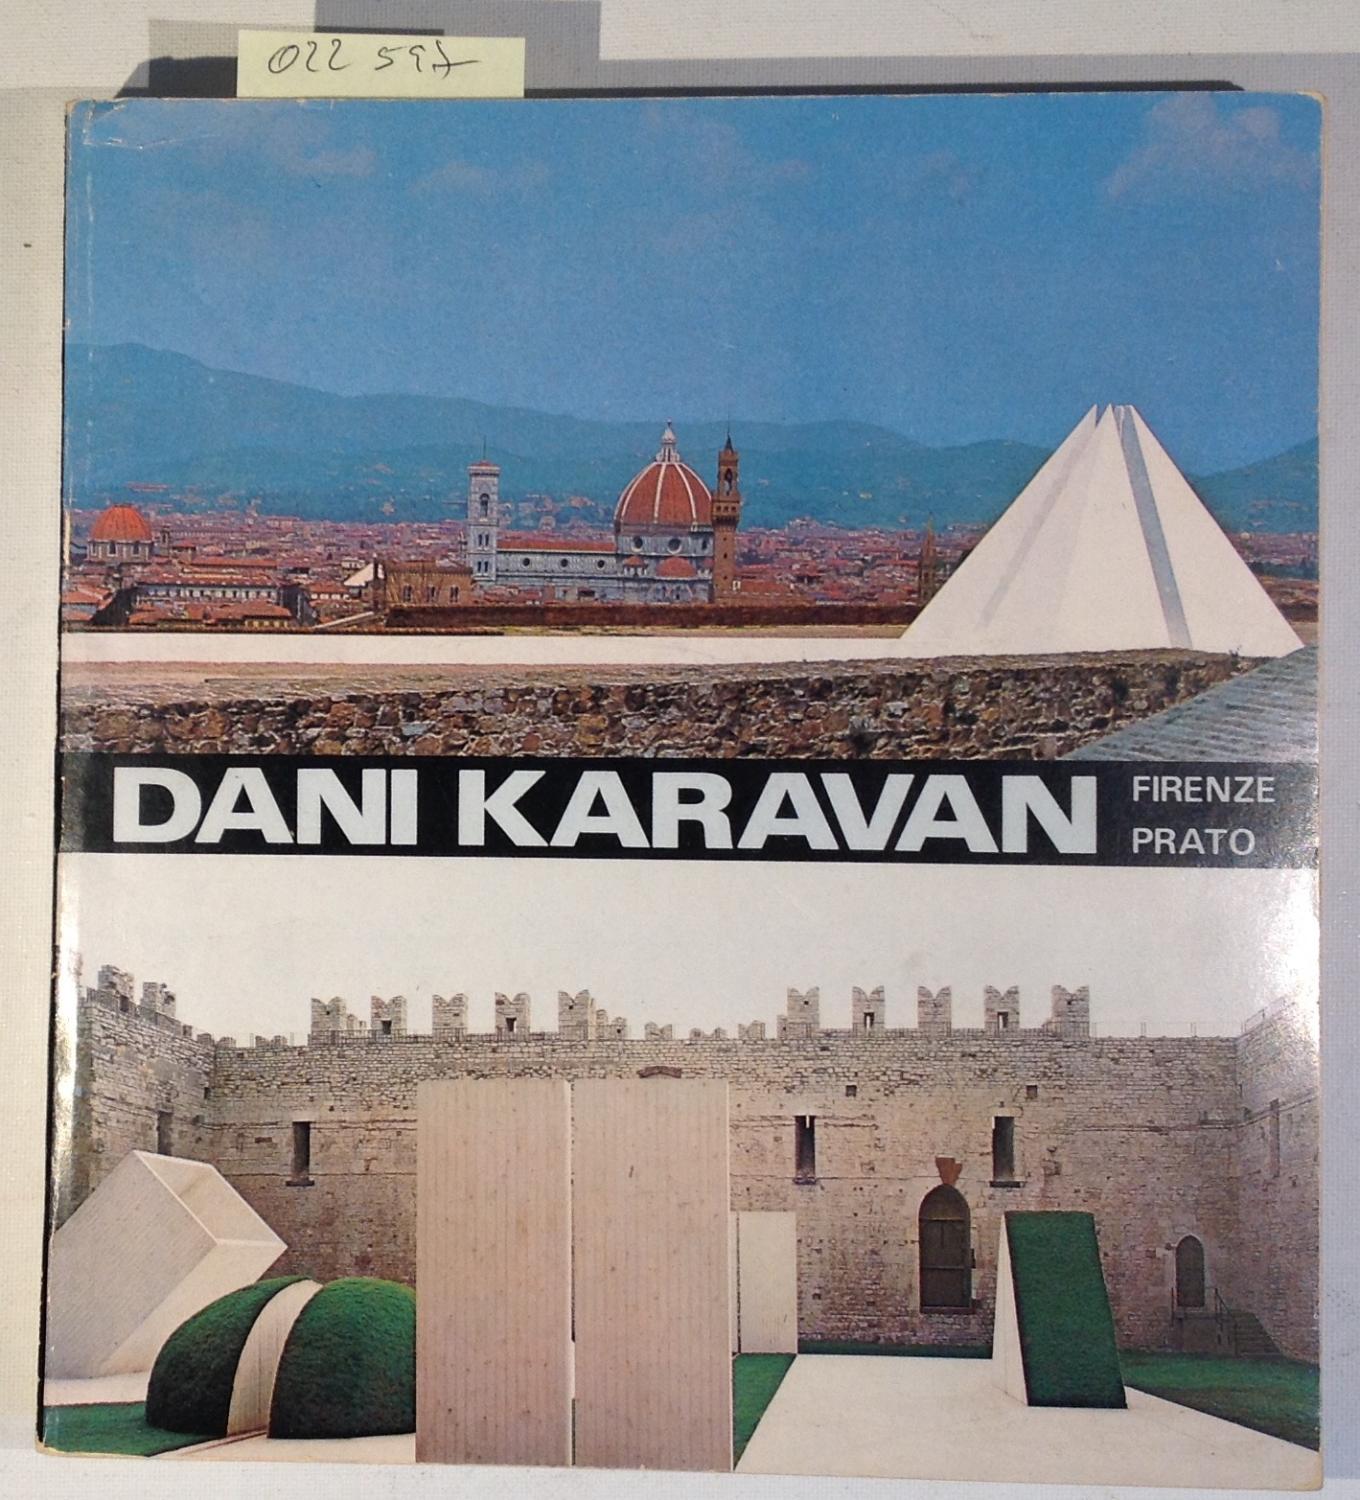 022 597
DANI KARAVAN
FIRENZE
PRATO